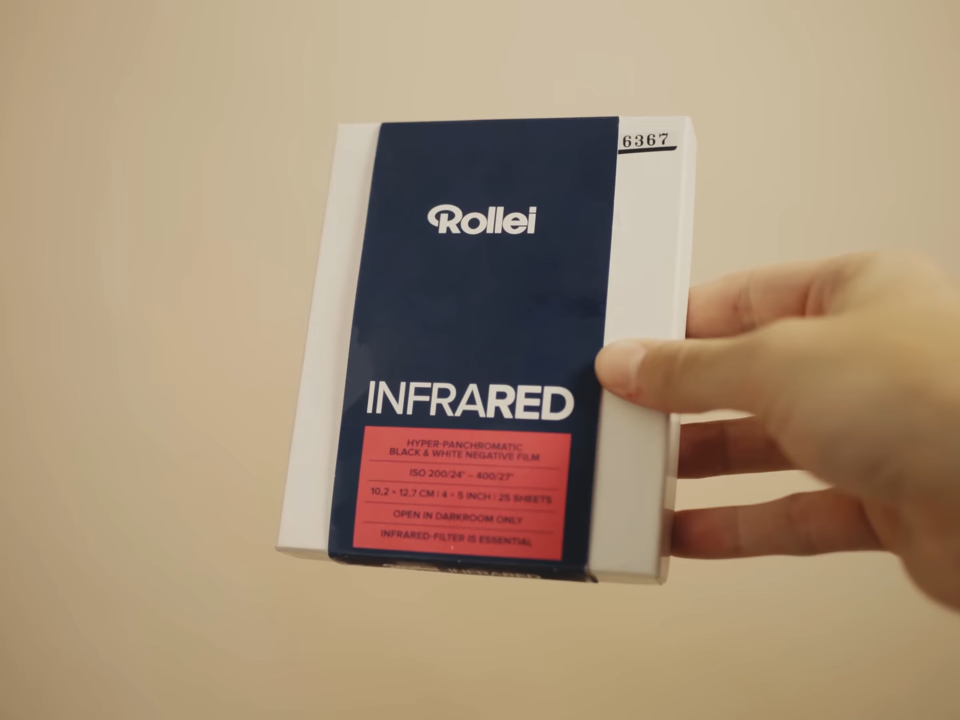 6367
Rollei
INFRARED
HYPER-PANCHROMATIC
BLACK & WHITE NEGATIVE FILM
ISO 200/24° – 400/27°
10,2 × 12,7 CM | 4 × 5 INCH | 25 SHEETS
OPEN IN DARKROOM ONLY
INFRARED-FILTER IS ESSENTIAL
INFRARED